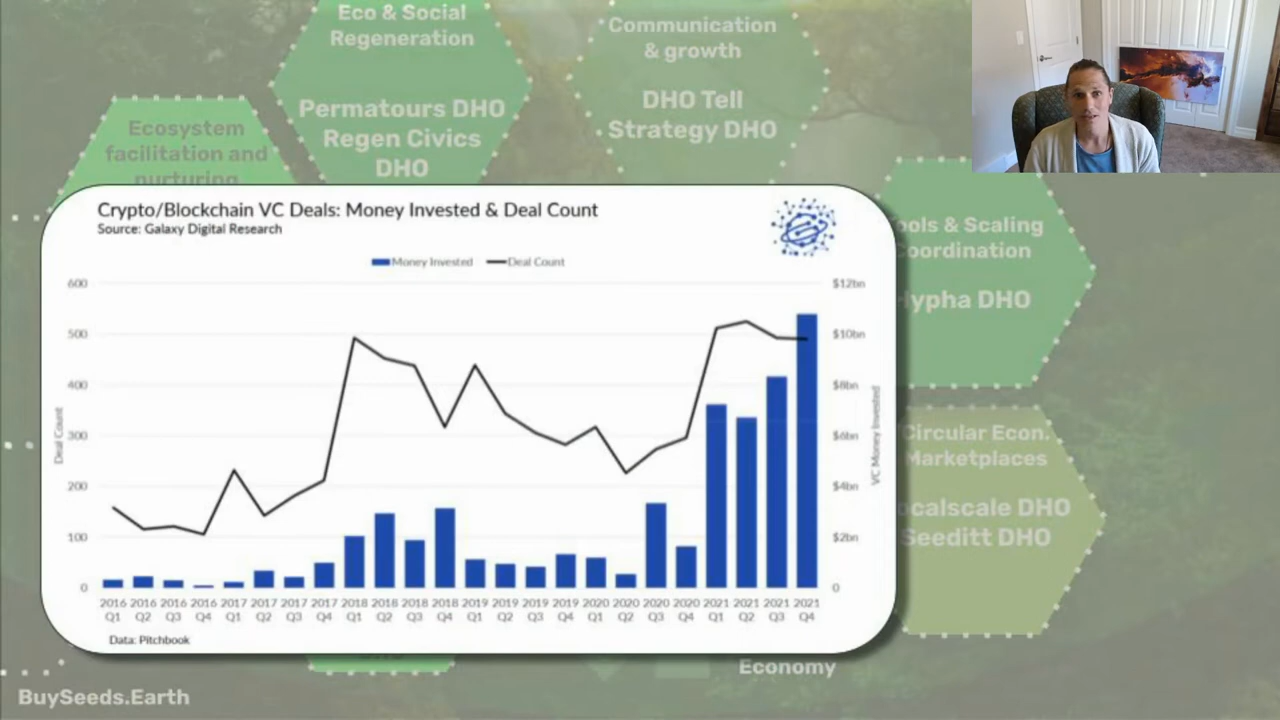 Eco & Social
Regeneration
Permatours DHO
Regen Civics
DHO
Communication
& growth
DHO Tell
Strategy DHO
Ecosystem
facilitation and
nurturing
Crypto/Blockchain VC Deals: Money Invested & Deal Count
Source: Galaxy Digital Research
Money Invested
Deal Count
600
500
400
300
200
100
0
Deal Count
$12bn
$10bn
$8bn
$6bn
$4bn
$2bn
0
VC Money Invested
2016 2016 2016 2016 2017 2017 2017 2017 2018 2018 2018 2018 2019 2019 2019 2019 2020 2020 2020 2020 2021 2021 2021 2021
Q1 Q2 Q3 Q4 Q1 Q2 Q3 Q4 Q1 Q2 Q3 Q4 Q1 Q2 Q3 Q4 Q1 Q2 Q3 Q4 Q1 Q2 Q3 Q4
Data: Pitchbook
ools & Scaling
Coordination
Hypha DHO
Circular Econ.
Marketplaces
ocalscale DHO
Seeditt DHO
Economy
BuySeeds.Earth